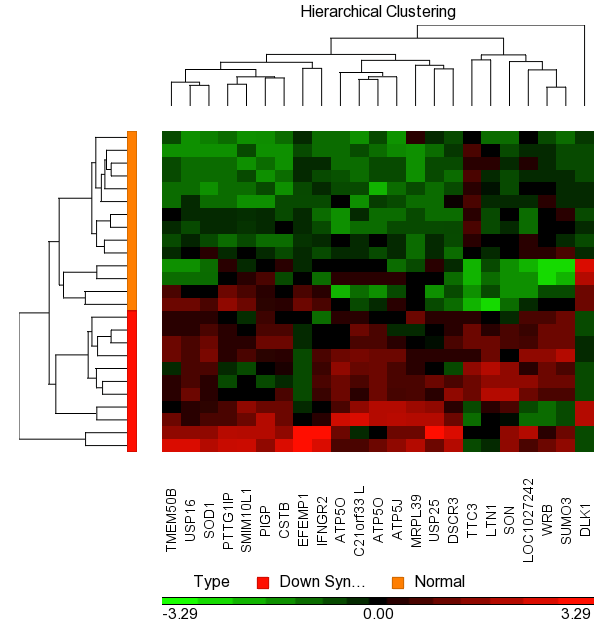 Hierarchical Clustering
TMEM50B
USP16
SOD1
PTTG1IP
SMIM10L1
PIGP
CSTB
EFEMP1
IFNGR2
ATP5O
C21orf33 L
ATP5O
ATP5J
MRPL39
USP25
DSCR3
TTC3
LTN1
SON
LOC1027242
WRB
SUMO3
DLK1
Type Down Syn... Normal
-3.29 0.00 3.29